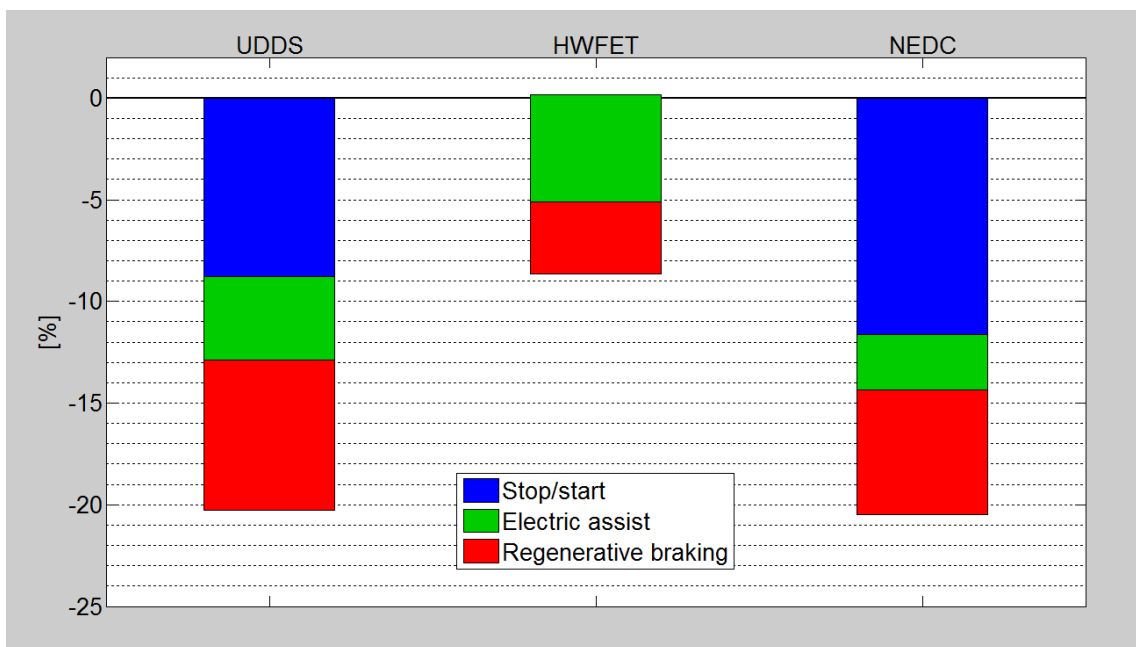 UDDS HWFET NEDC
0
-5
-10
[%]
-15
-20
-25
Stop/start
Electric assist
Regenerative braking